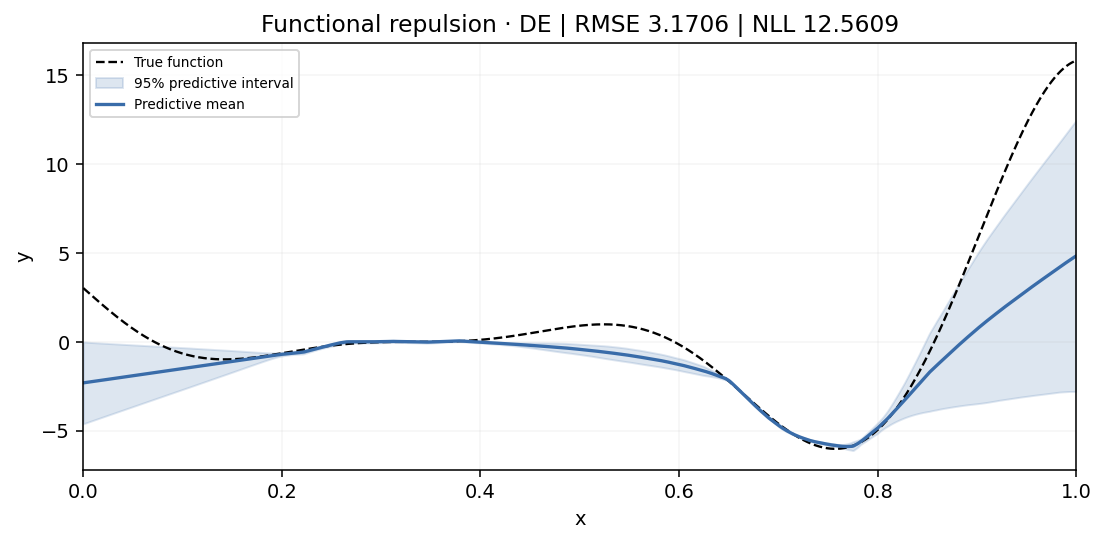 Functional repulsion · DE | RMSE 3.1706 | NLL 12.5609
True function
95% predictive interval
Predictive mean
15
10
5
0
−5
y
0.0 0.2 0.4 0.6 0.8 1.0
x